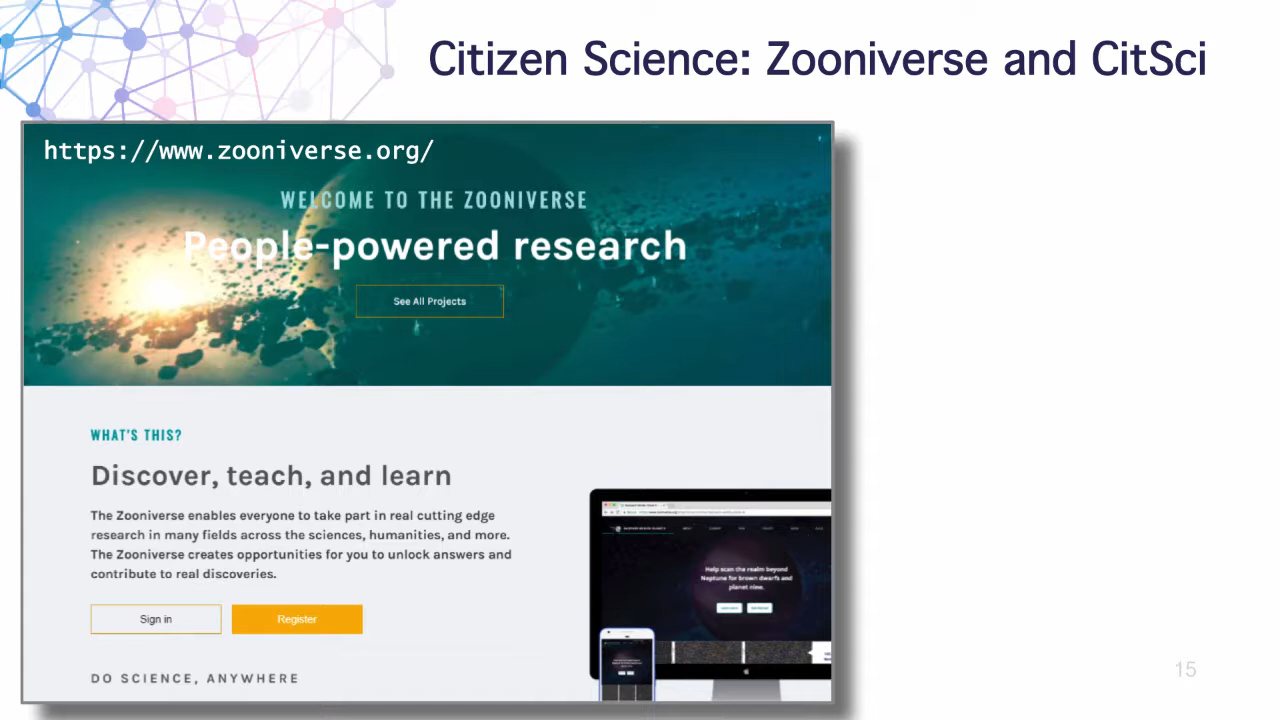 Citizen Science: Zooniverse and CitSci
https://www.zooniverse.org/
WELCOME TO THE ZOONIVERSE
People-powered research
See All Projects
WHAT'S THIS?
Discover, teach, and learn
The Zooniverse enables everyone to take part in real cutting edge
research in many fields across the sciences, humanities, and more.
The Zooniverse creates opportunities for you to unlock answers and
contribute to real discoveries.
Sign in
Register
DO SCIENCE, ANYWHERE
Help scan the realm beyond
Neptune for brown dwarfs and
planet nine.
15